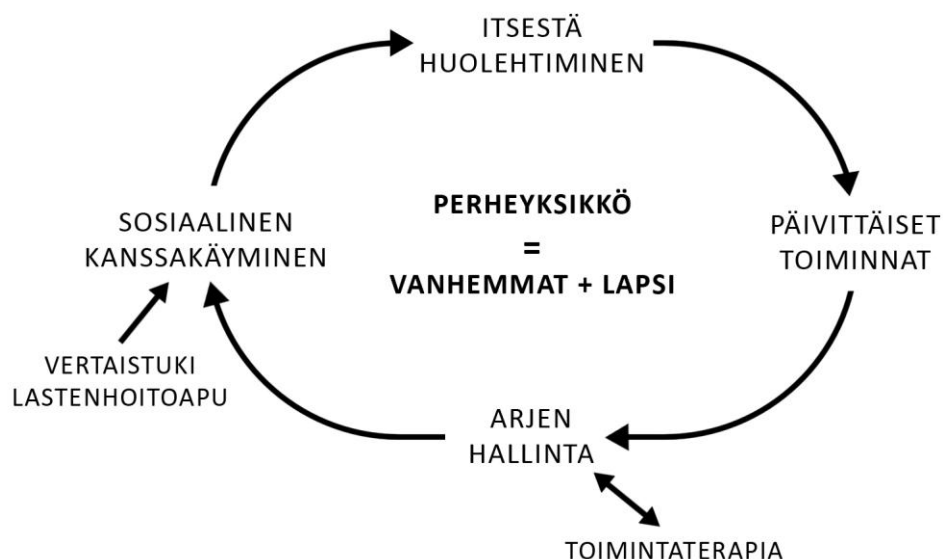 ITSESTÄ
HUOLEHTIMINEN
PÄIVITTÄISET
TOIMINNAT
PERHEYKSIKKÖ
=
VANHEMMAT + LAPSI
SOSIAALINEN
KANSSAKÄYMINEN
VERTAISTUKI
LASTENHOITOAPU
ARJEN
HALLINTA
TOIMINTATERAPIA